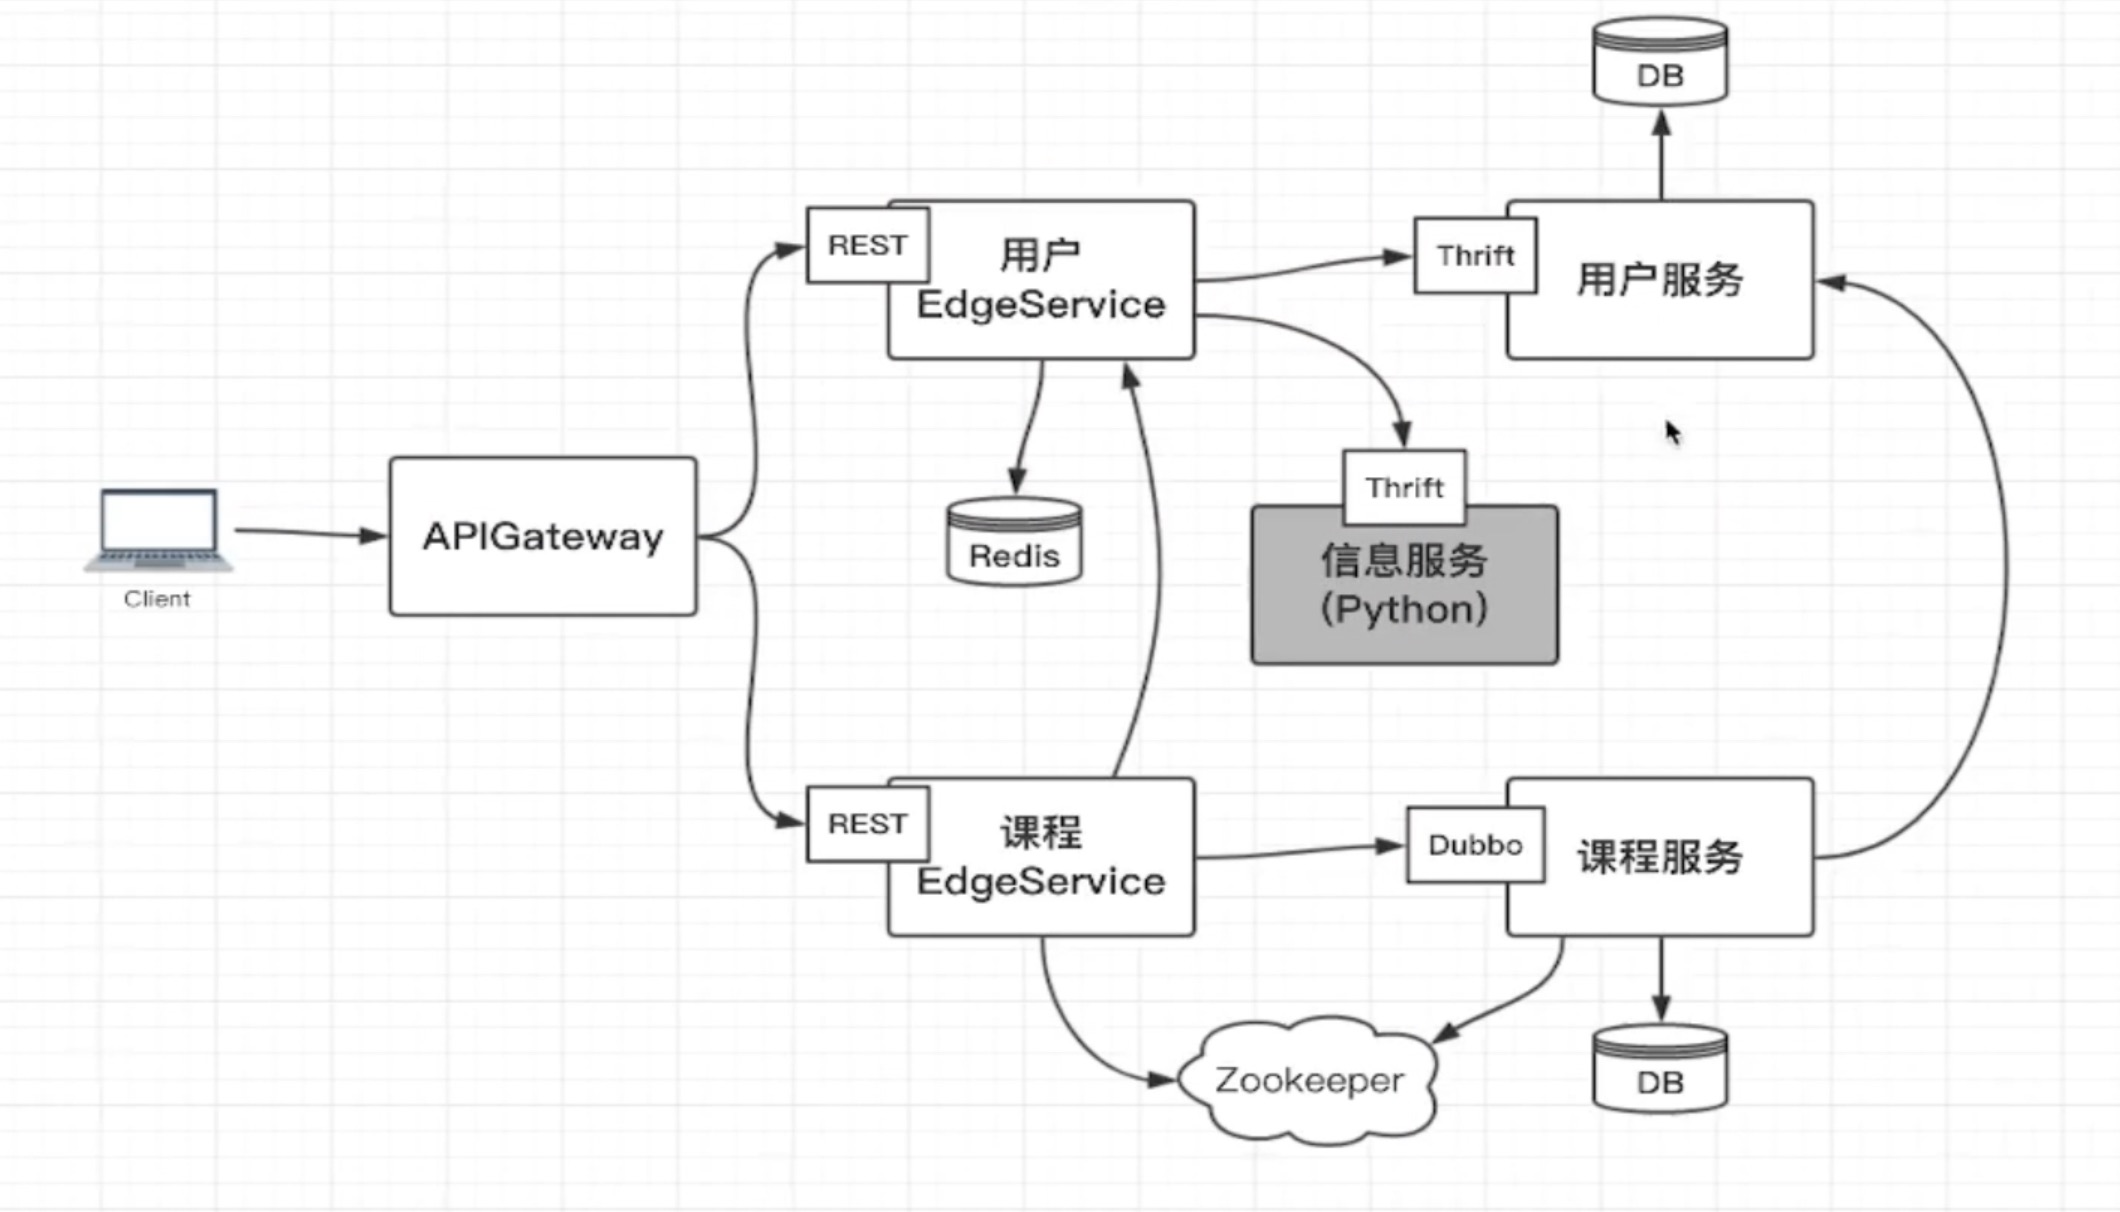 DB
REST
用户
EdgeService
Thrift
用户服务
Thrift
信息服务
(Python)
APIGateway
Redis
Client
REST
课程
EdgeService
Dubbo
课程服务
Zookeeper
DB